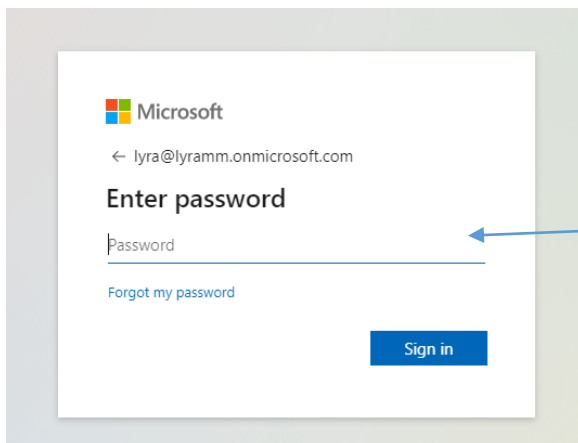 Microsoft
← lyra@lyramm.onmicrosoft.com
Enter password
Password
Forgot my password
Sign in